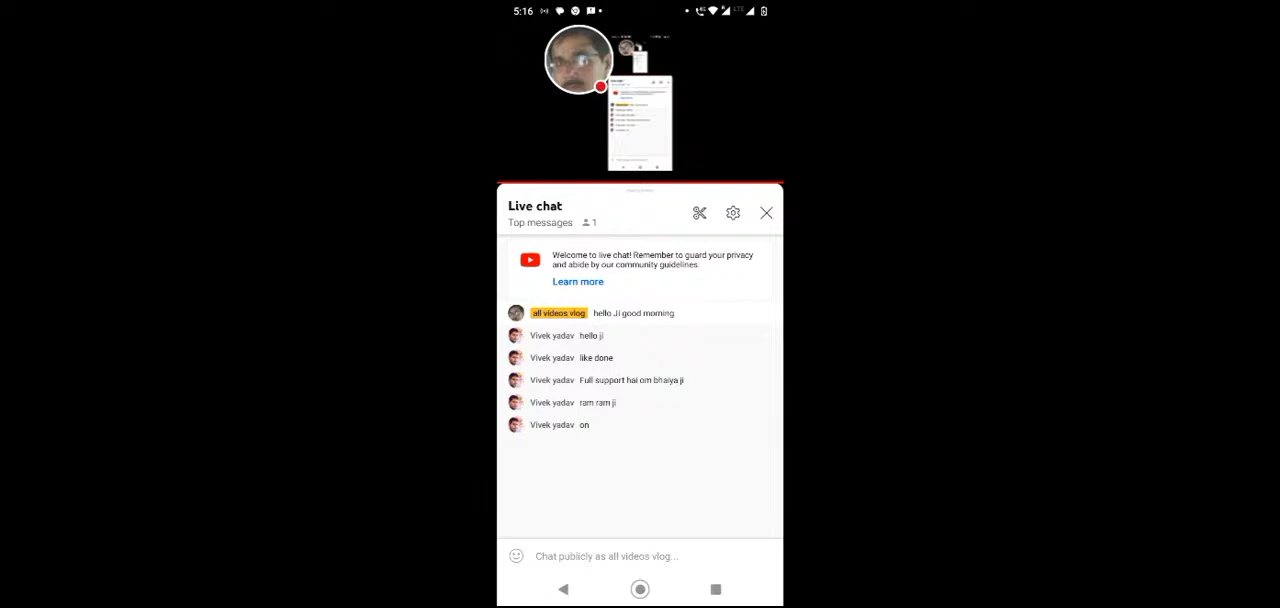 5:16
LTE
Live chat
Top messages 1
Welcome to live chat! Remember to guard your privacy
and abide by our community guidelines.
Learn more
all videos vlog hello Ji good morning
Vivek yadav hello ji
Vivek yadav like done
Vivek yadav Full support hai om bhaiya ji
Vivek yadav ram ram ji
Vivek yadav on
Chat publicly as all videos vlog...